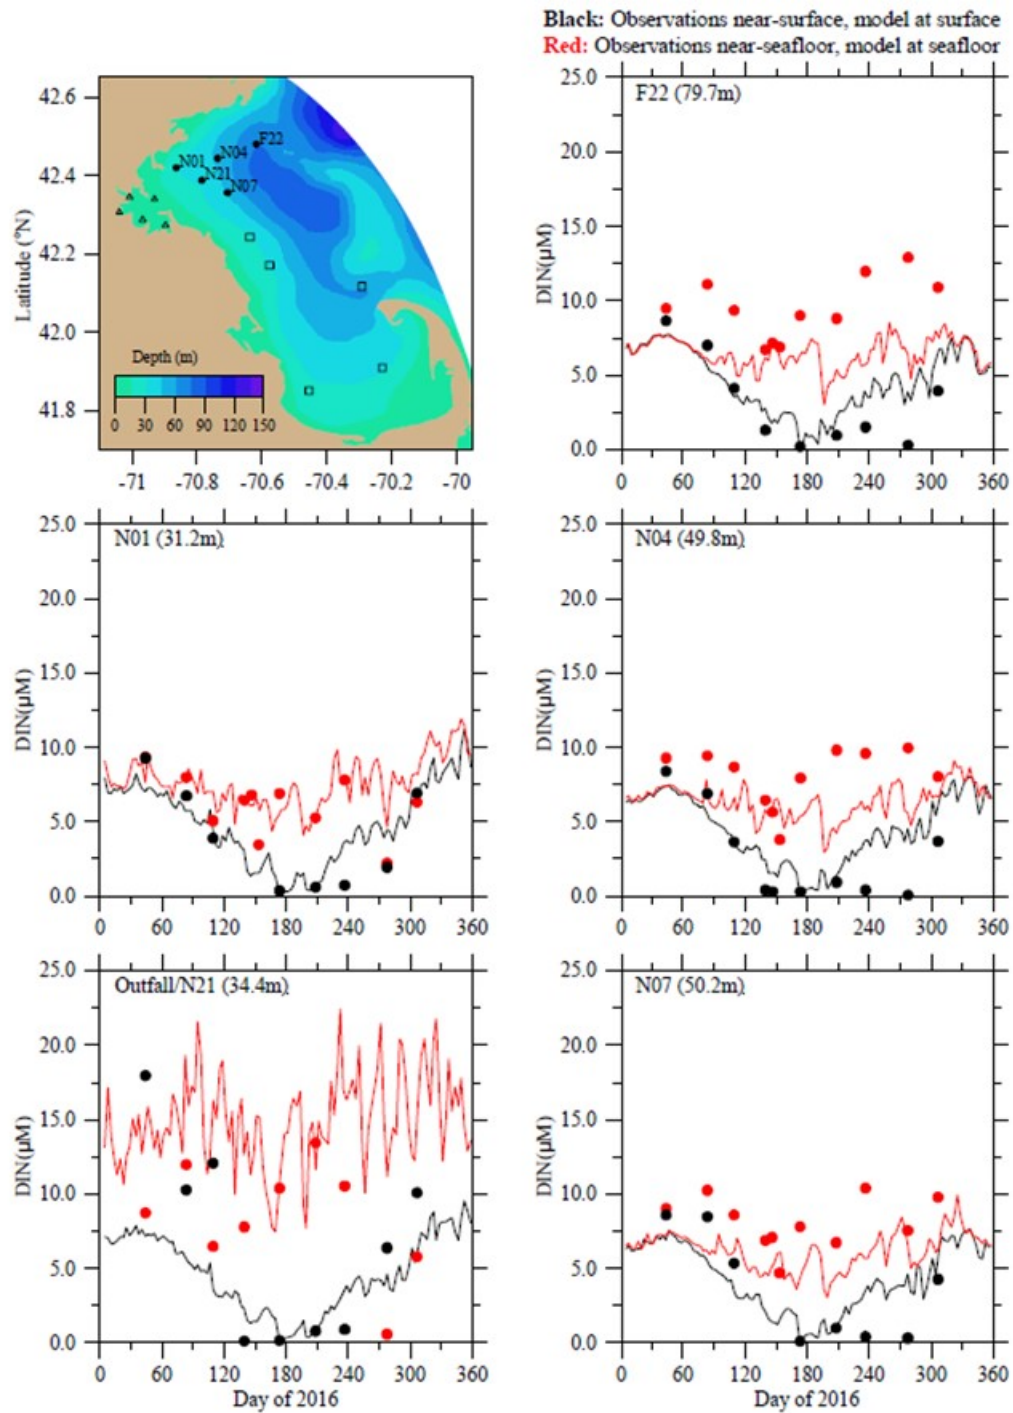 Black: Observations near-surface, model at surface
Red: Observations near-seafloor, model at seafloor
42.6
42.4
42.2
42.0
41.8
Latitude (°N)
F22
N04
N01
N21
N07
Depth (m)
0 30 60 90 120 150
-71 -70.8 -70.6 -70.4 -70.2 -70
F22 (79.7m)
25.0
20.0
15.0
10.0
5.0
0.0
DIN(μM)
0 60 120 180 240 300 360
N01 (31.2m)
25.0
20.0
15.0
10.0
5.0
0.0
DIN(μM)
0 60 120 180 240 300 360
N04 (49.8m)
25.0
20.0
15.0
10.0
5.0
0.0
DIN(μM)
0 60 120 180 240 300 360
Outfall/N21 (34.4m)
25.0
20.0
15.0
10.0
5.0
0.0
DIN(μM)
0 60 120 180 240 300 360
Day of 2016
N07 (50.2m)
25.0
20.0
15.0
10.0
5.0
0.0
DIN(μM)
0 60 120 180 240 300 360
Day of 2016